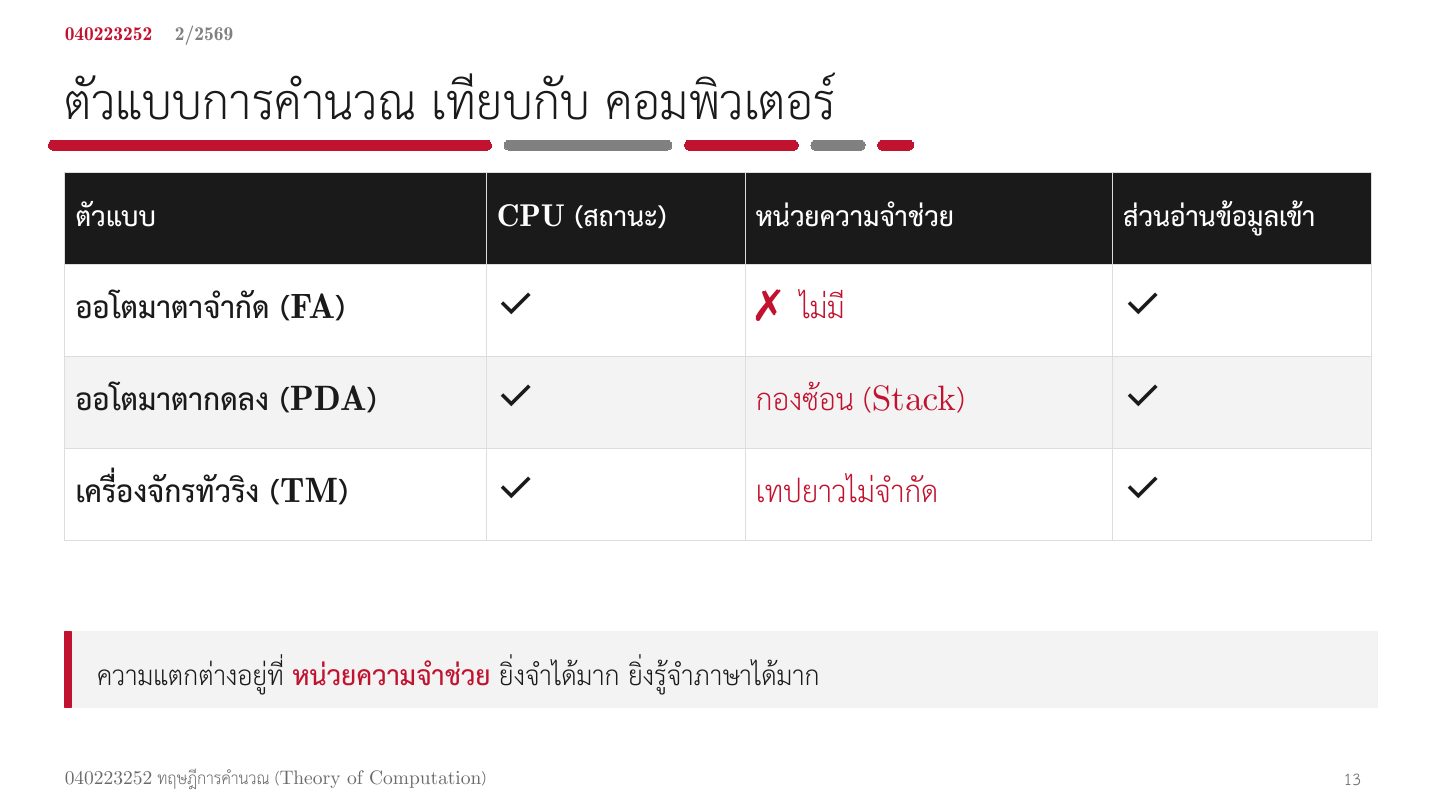 040223252 2/2569
ตัวแบบการคำนวณ เทียบกับ คอมพิวเตอร์
ตัวแบบ CPU (สถานะ) หน่วยความจำช่วย ส่วนอ่านข้อมูลเข้า
ออโตมาตาจำกัด (FA) ✓ ✗ ไม่มี ✓
ออโตมาตากดลง (PDA) ✓ กองซ้อน (Stack) ✓
เครื่องจักรทัวริง (TM) ✓ เทปยาวไม่จำกัด ✓
ความแตกต่างอยู่ที่ หน่วยความจำช่วย ยิ่งจำได้มาก ยิ่งรู้จำภาษาได้มาก
040223252 ทฤษฎีการคำนวณ (Theory of Computation) 13